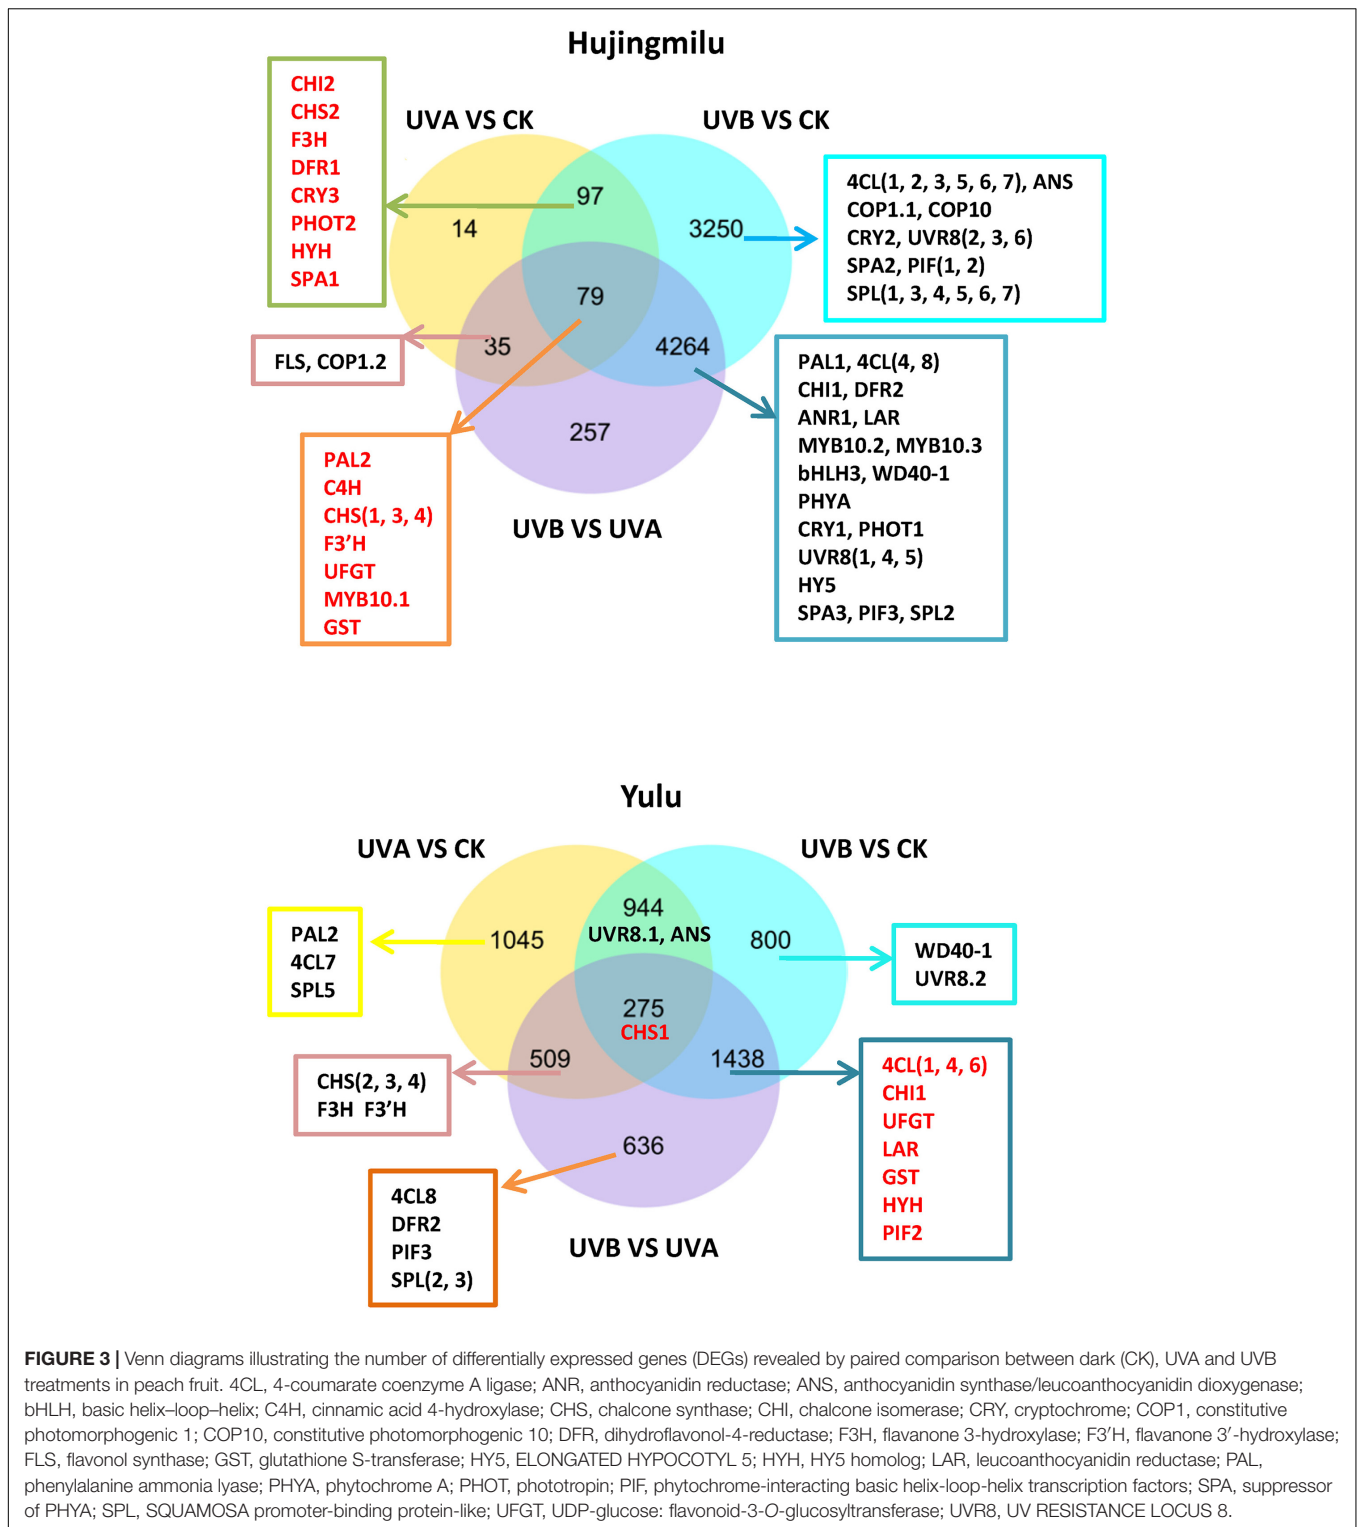 Hujingmilu
CHI2
CHS2
F3H
DFR1
CRY3
PHOT2
HYH
SPA1
UVA VS CK
UVB VS CK
97
14
3250
79
35
4264
257
UVB VS UVA
4CL(1, 2, 3, 5, 6, 7), ANS
COP1.1, COP10
CRY2, UVR8(2, 3, 6)
SPA2, PIF(1, 2)
SPL(1, 3, 4, 5, 6, 7)
FLS, COP1.2
PAL1, 4CL(4, 8)
CHI1, DFR2
ANR1, LAR
MYB10.2, MYB10.3
bHLH3, WD40-1
PHYA
CRY1, PHOT1
UVR8(1, 4, 5)
HY5
SPA3, PIF3, SPL2
PAL2
C4H
CHS(1, 3, 4)
F3’H
UFGT
MYB10.1
GST
Yulu
UVA VS CK
UVB VS CK
944
UVR8.1, ANS
1045
800
275
CHS1
509
1438
636
UVB VS UVA
PAL2
4CL7
SPL5
WD40-1
UVR8.2
CHS(2, 3, 4)
F3H F3’H
4CL(1, 4, 6)
CHI1
UFGT
LAR
GST
HYH
PIF2
4CL8
DFR2
PIF3
SPL(2, 3)
FIGURE 3 | Venn diagrams illustrating the number of differentially expressed genes (DEGs) revealed by paired comparison between dark (CK), UVA and UVB
treatments in peach fruit. 4CL, 4-coumarate coenzyme A ligase; ANR, anthocyanidin reductase; ANS, anthocyanidin synthase/leucoanthocyanidin dioxygenase;
bHLH, basic helix–loop–helix; C4H, cinnamic acid 4-hydroxylase; CHS, chalcone synthase; CHI, chalcone isomerase; CRY, cryptochrome; COP1, constitutive
photomorphogenic 1; COP10, constitutive photomorphogenic 10; DFR, dihydroflavonol-4-reductase; F3H, flavanone 3-hydroxylase; F3′H, flavanone 3′-hydroxylase;
FLS, flavonol synthase; GST, glutathione S-transferase; HY5, ELONGATED HYPOCOTYL 5; HYH, HY5 homolog; LAR, leucoanthocyanidin reductase; PAL,
phenylalanine ammonia lyase; PHYA, phytochrome A; PHOT, phototropin; PIF, phytochrome-interacting basic helix-loop-helix transcription factors; SPA, suppressor
of PHYA; SPL, SQUAMOSA promoter-binding protein-like; UFGT, UDP-glucose: flavonoid-3-O-glucosyltransferase; UVR8, UV RESISTANCE LOCUS 8.